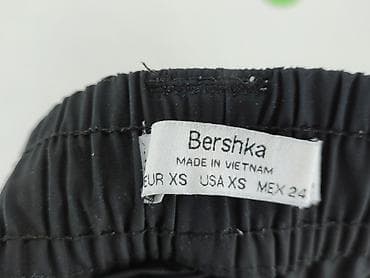 Bershka
MADE IN VIETNAM
EUR XS USA XS MEX 24